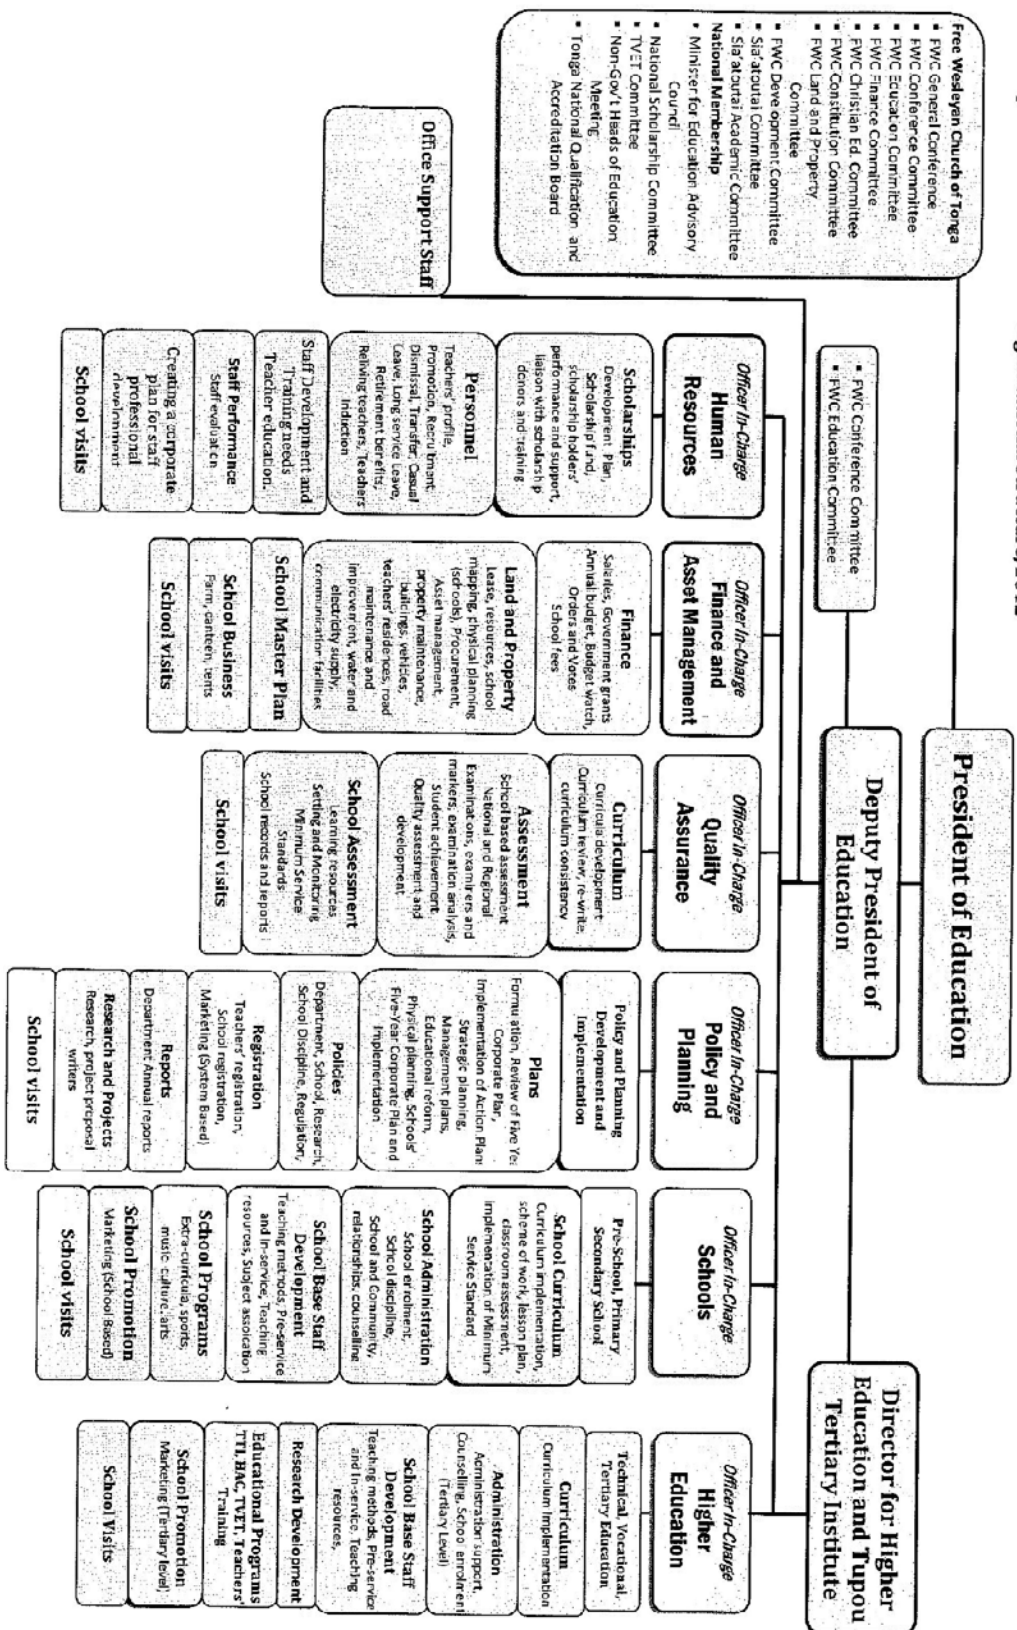 President of Education
Free Wesleyan Church of Tonga
▪ FWC General Conference
▪ FWC Conference Committee
▪ FWC Education Committee
▪ FWC Finance Committee
▪ FWC Christian Ed. Committee
▪ FWC Constitution Committee
▪ FWC Land and Property
Committee
▪ FWC Development Committee
▪ Sia'atoutai Committee
▪ Sia'atoutai Academic Committee
National Membership
▪ Minister for Education Advisory
Council
▪ National Scholarship Committee
▪ TVET Committee
▪ Non-Gov't Heads of Education
Meeting
▪ Tonga National Qualification and
Accreditation Board
Deputy President of
Education
▪ FWC Conference Committee
▪ FWC Education Committee
Director for Higher
Education and Tupou
Tertiary Institute
Office Support Staff
Officer In-Charge
Human
Resources
Scholarships
Development Plan,
Scholarship fund,
scholarship holders'
performance and support,
liaison with scholarship
donors and training
Personnel
Teachers' profile,
Promotion, Recruitment,
Dismissal, Transfer, Casual
Leave, Long service Leave,
Retirement benefits,
Reliving teachers, Teachers
Induction
Staff Development and
Training needs
Teacher education.
Staff Performance
Staff evaluation
Creating a corporate
plan for staff
professional
development
School visits
Officer In-Charge
Finance and
Asset Management
Finance
Salaries, Government grants
Annual budget, Budget watch,
Orders and Votes
School fees
Land and Property
Lease, resources, school
mapping, physical planning
(schools), Procurement,
Asset management,
property maintenance,
buildings, vehicles,
teachers' residences, road
maintenance and
improvement, water and
electricity supply,
communication facilities
School Master Plan
School Business
Farm, canteen, tents
School visits
Officer In-Charge
Quality
Assurance
Curriculum
Curricula development
Curriculum review, re-write,
curriculum consistency
Assessment
School based assessment
National and Regional
Examinations, examiners and
markers, examination analysis,
Student achievement
Quality assessment and
development
School Assessment
Learning resources
Setting and Monitoring
Minimum Service
Standards
School records and reports
School visits
Officer In-Charge
Policy and
Planning
Policy and Planning
Development and
Implementation
Plans
Formulation, Review of Five Yea
Corporate Plan,
Implementation of Action Plan
Strategic planning,
Management plans,
Educational reform,
Physical planning, Schools'
Five-Year Corporate Plan and
Implementation
Policies
Department, School, Research,
School Discipline, Regulation,
Registration
Teachers' registration,
School registration,
Marketing (System Based)
Reports
Department Annual reports
Research and Projects
Research, project proposal
writers
School visits
Officer In-Charge
Schools
Pre-School, Primary
Secondary School
School Curriculum
Curriculum implementation,
scheme of work, lesson plan,
classroom assessment,
implementation of Minimum
Service Standard
School Administration
School enrolment,
School discipline,
School and Community,
relationships, counselling
School Base Staff
Development
Teaching methods, Pre-service
and In-service, Teaching
resources, Subject assoication
School Programs
Extra-curricula, sports,
music, culture, arts
School Promotion
Marketing (School Based)
School visits
Officer In-Charge
Higher
Education
Technical, Vocational,
Tertiary Education
Curriculum
Curriculum Implementation
Administration
Administration support,
Counselling, School enrolment
(Tertiary Level)
School Base Staff
Development
Teaching methods, Pre-service
and In-service, Teaching
resources,
Research Development
Educational Programs
TTI, HAC, TVET, Teachers'
Training
School Promotion
Marketing (Tertiary level)
School Visits